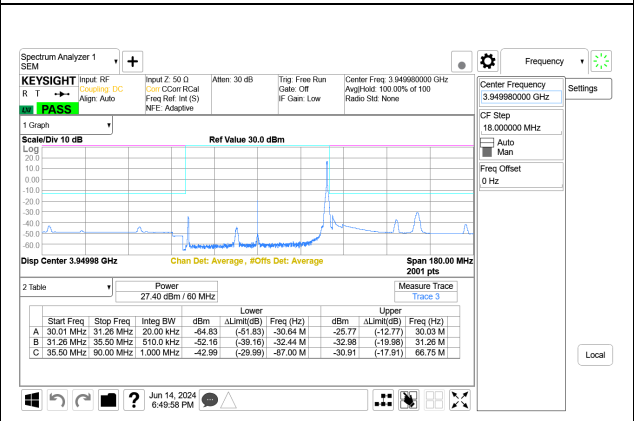 Spectrum Analyzer 1
SEM
Frequency
KEYSIGHT
R T
LXI PASS
Input: RF
Coupling: DC
Align: Auto
Input Z: 50 Ω
Corr CCorr RCal
Freq Ref: Int (S)
NFE: Adaptive
Atten: 30 dB
Trig: Free Run
Gate: Off
IF Gain: Low
Center Freq: 3.949980000 GHz
Avg|Hold: 100.00% of 100
Radio Std: None
Center Frequency
3.949980000 GHz
Settings
CF Step
18.000000 MHz
Auto
Man
Freq Offset
0 Hz
1 Graph
Scale/Div 10 dB Ref Value 30.0 dBm
Log
20.0
10.0
0.00
-10.0
-20.0
-30.0
-40.0
-50.0
-60.0
Disp Center 3.94998 GHz Chan Det: Average , #Offs Det: Average Span 180.00 MHz
2001 pts
2 Table
Power
27.40 dBm / 60 MHz
Measure Trace
Trace 3
Lower Upper
Start Freq Stop Freq Integ BW dBm ΔLimit(dB) Freq (Hz) dBm ΔLimit(dB) Freq (Hz)
A 30.01 MHz 31.26 MHz 20.00 kHz -64.83 (-51.83) -30.64 M -25.77 (-12.77) 30.03 M
B 31.26 MHz 35.50 MHz 510.0 kHz -52.16 (-39.16) -32.44 M -32.98 (-19.98) 31.26 M
C 35.50 MHz 90.00 MHz 1.000 MHz -42.99 (-29.99) -87.00 M -30.91 (-17.91) 66.75 M
Local
?
Jun 14, 2024
6:49:58 PM